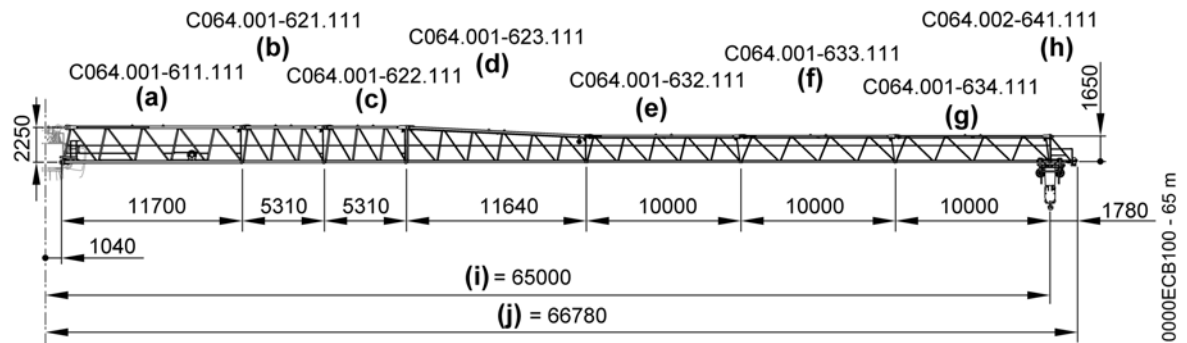 C064.001-621.111
(b)
C064.001-623.111
(d)
C064.002-641.111
(h)
C064.001-633.111
(f)
C064.001-611.111
(a)
C064.001-622.111
(c)
C064.001-632.111
(e)
C064.001-634.111
(g)
1650
2250
11700
5310
5310
11640
10000
10000
10000
1780
1040
(i) = 65000
(j) = 66780
0000ECB100 - 65 m